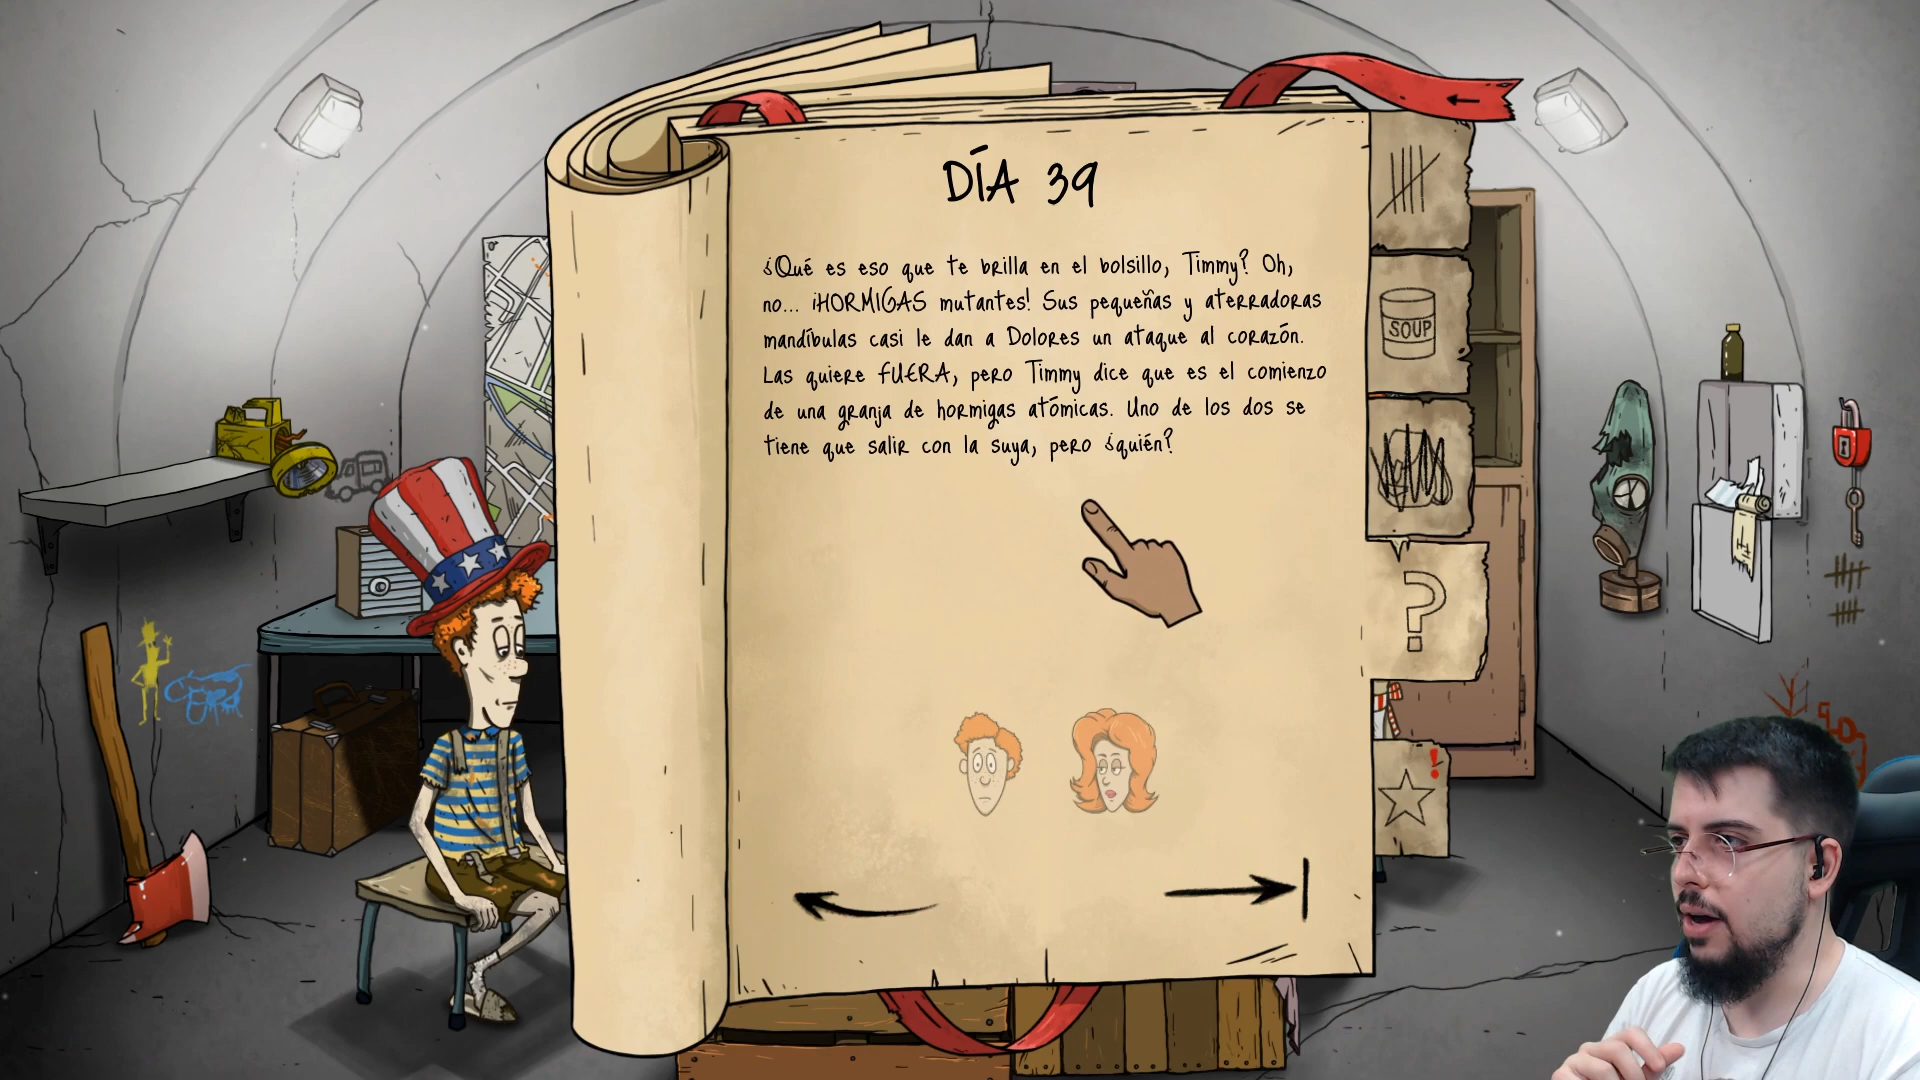 DÍA 39
¿Qué es eso que te brilla en el bolsillo, Timmy? Oh,
no... ¡HORMIGAS mutantes! Sus pequeñas y aterradoras
mandíbulas casi le dan a Dolores un ataque al corazón.
Las quiere FUERA, pero Timmy dice que es el comienzo
de una granja de hormigas atómicas. Uno de los dos se
tiene que salir con la suya, pero ¿quién?
SOUP
?
!